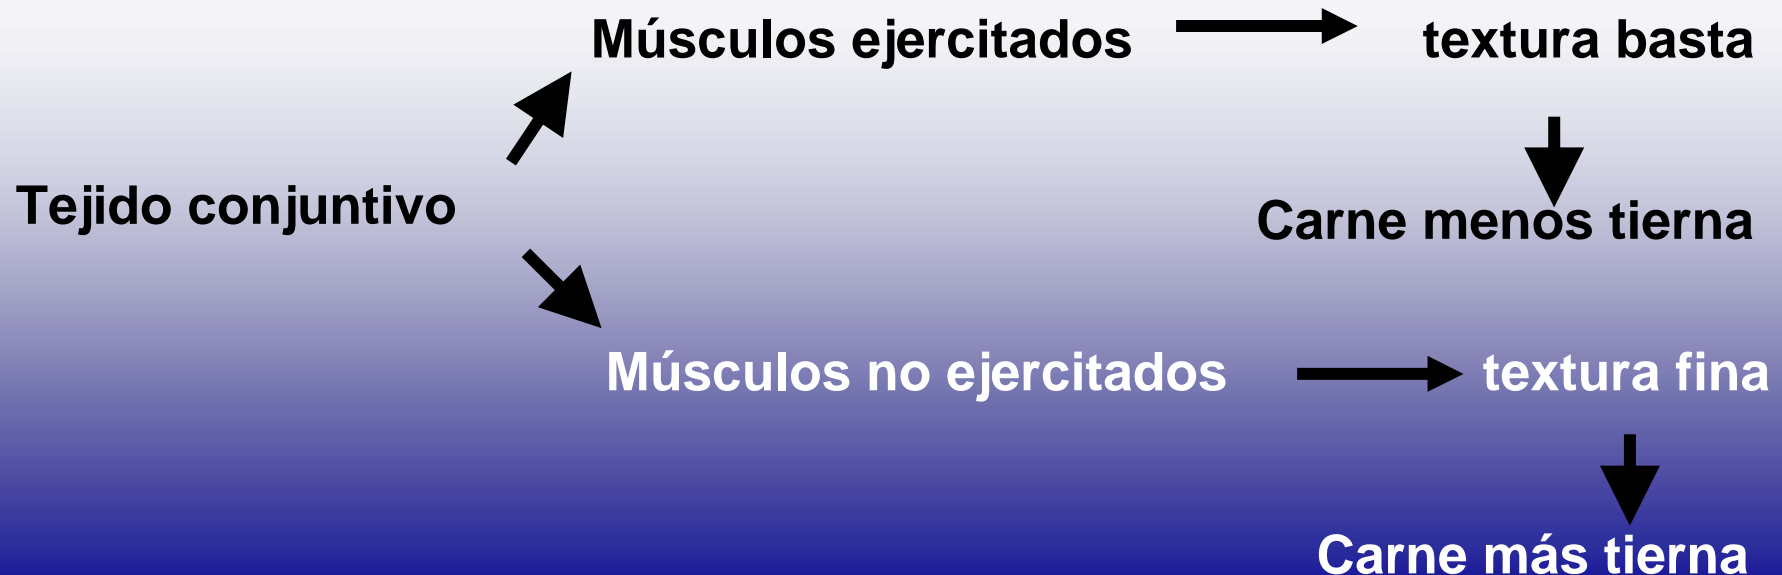 Músculos ejercitados textura basta
Tejido conjuntivo
Carne menos tierna
Músculos no ejercitados textura fina
Carne más tierna